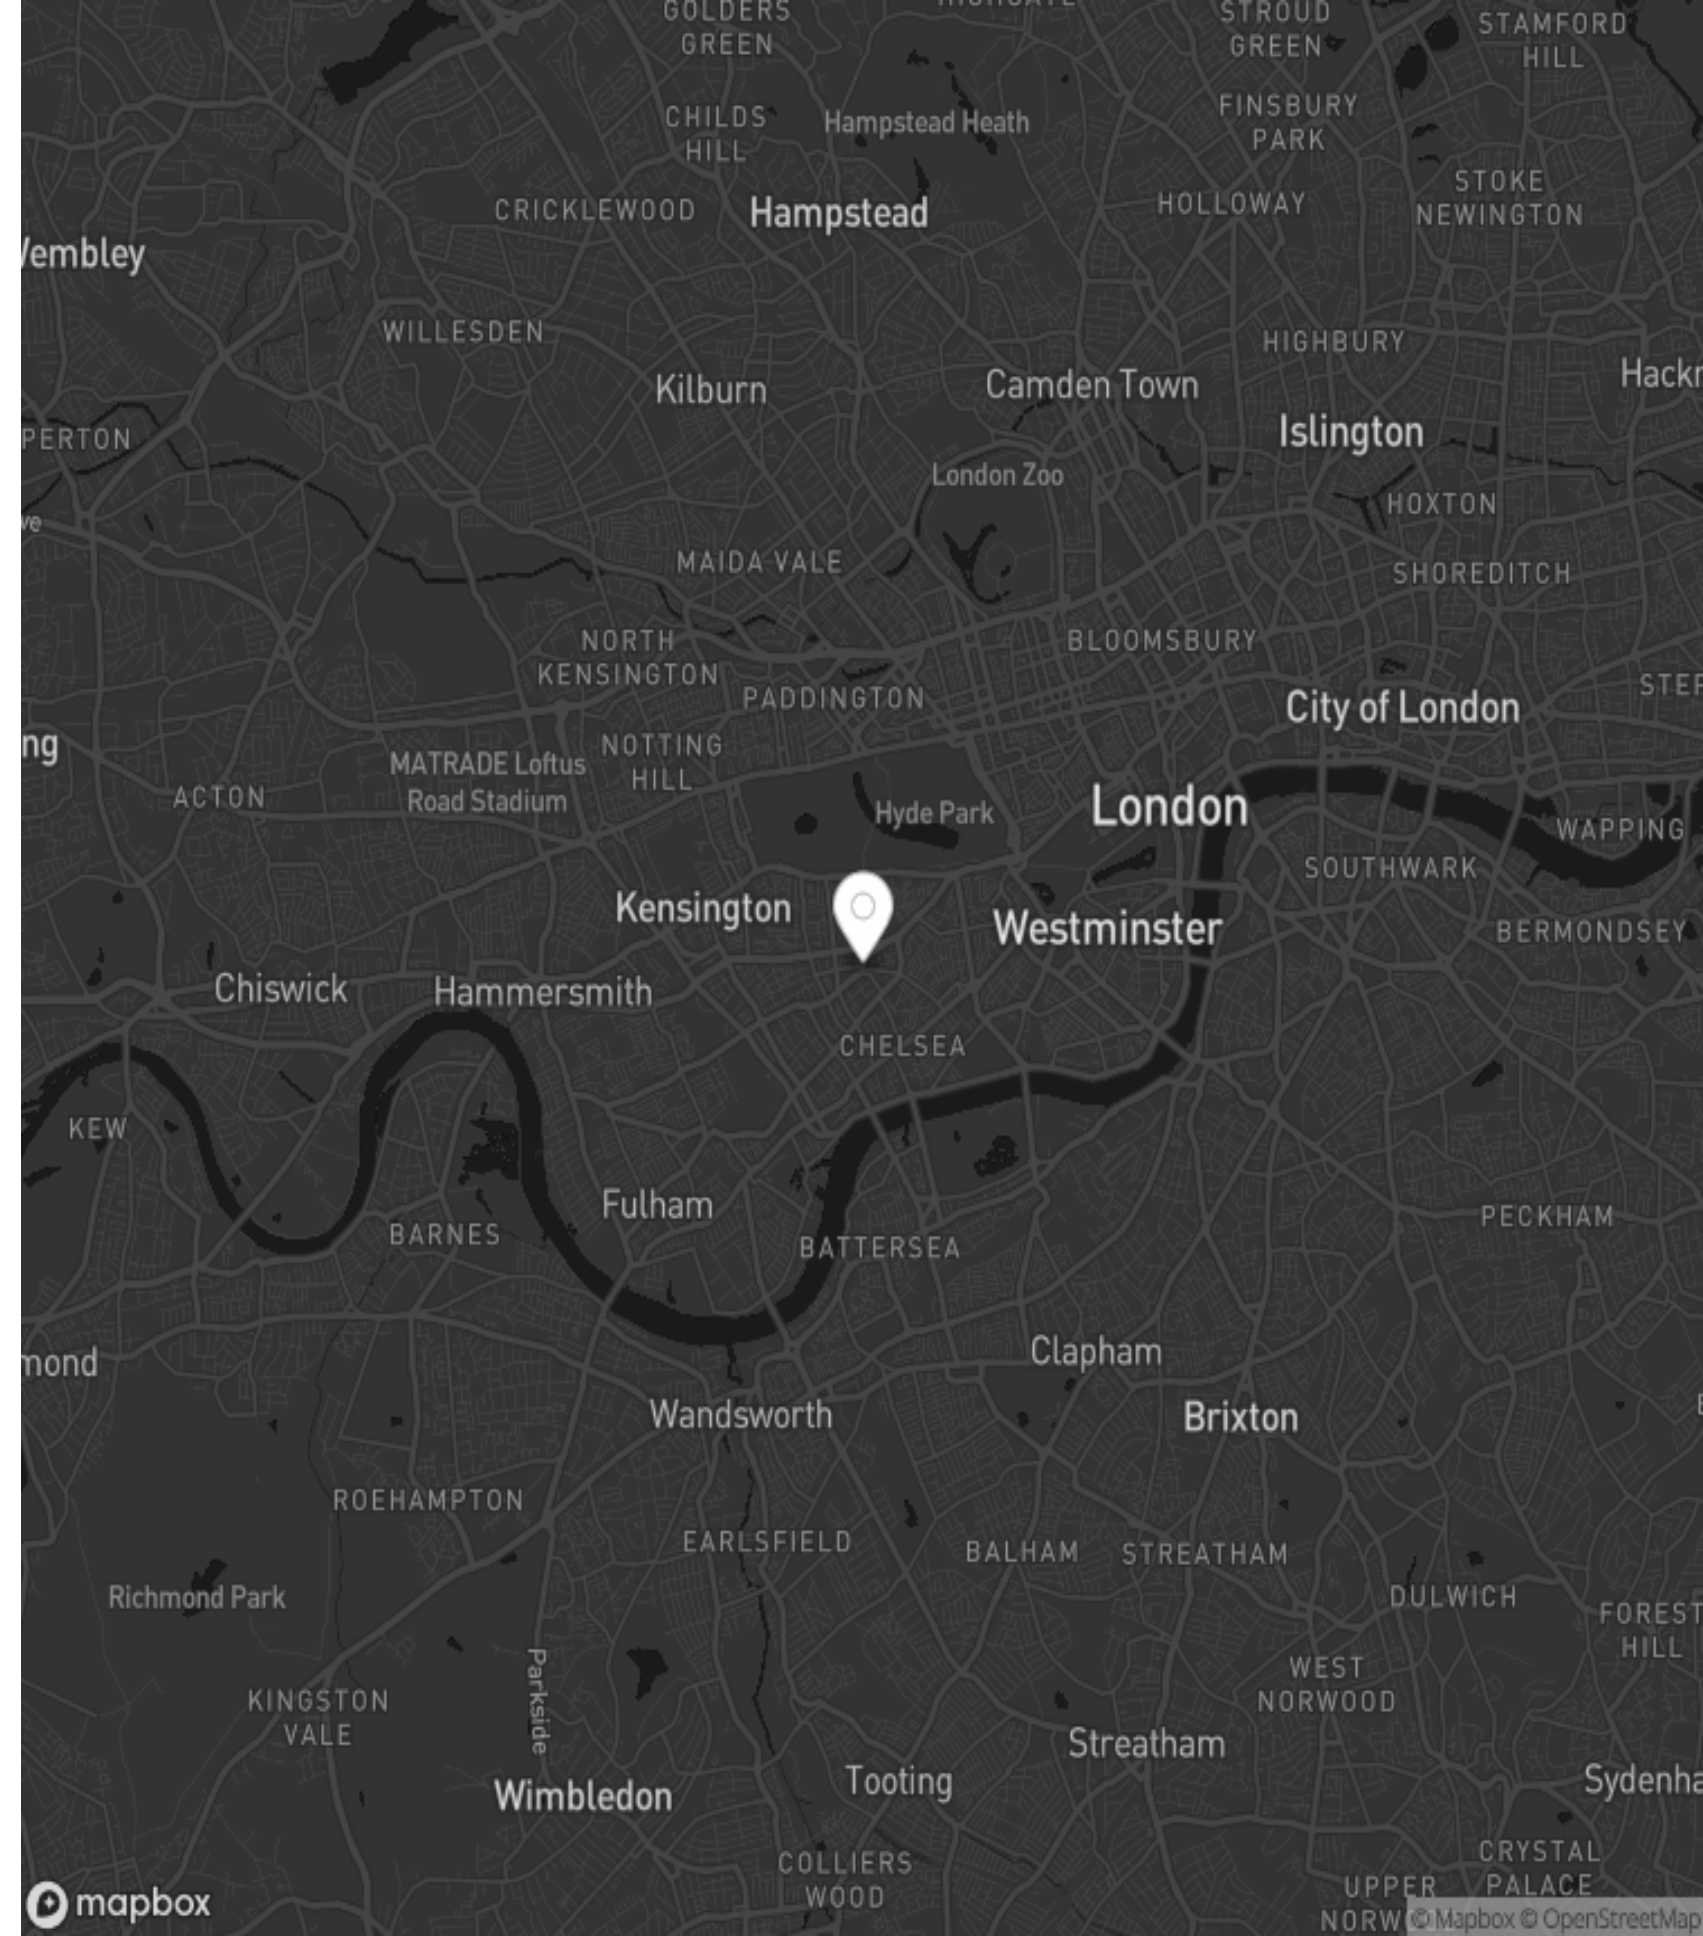 GOLDERS
GREEN
STROUD
GREEN
STAMFORD
HILL
CHILDS
HILL
Hampstead Heath
FINSBURY
PARK
CRICKLEWOOD
Hampstead
HOLLOWAY
STOKE
NEWINGTON
embley
WILLESDEN
HIGHBURY
Kilburn
Camden Town
Hackr
Islington
PERTON
London Zoo
HOXTON
ve
MAIDA VALE
SHOREDITCH
NORTH
KENSINGTON
BLOOMSBURY
PADDINGTON
STEP
City of London
ng
NOTTING
HILL
MATRADE Loftus
Road Stadium
ACTON
Hyde Park
London
WAPPING
SOUTHWARK
Kensington
Westminster
BERMONDSEY
Chiswick
Hammersmith
CHELSEA
KEW
Fulham
BARNES
BATTERSEA
PECKHAM
mond
Clapham
Wandsworth
Brixton
ROEHAMPTON
EARLSFIELD
BALHAM
STREATHAM
Richmond Park
DULWICH
FOREST
HILL
Parkside
KINGSTON
VALE
WEST
NORWOOD
Streatham
Wimbledon
Tooting
Sydenha
COLLIERS
WOOD
CRYSTAL
PALACE
UPPER
NORW
mapbox
© Mapbox © OpenStreetMap